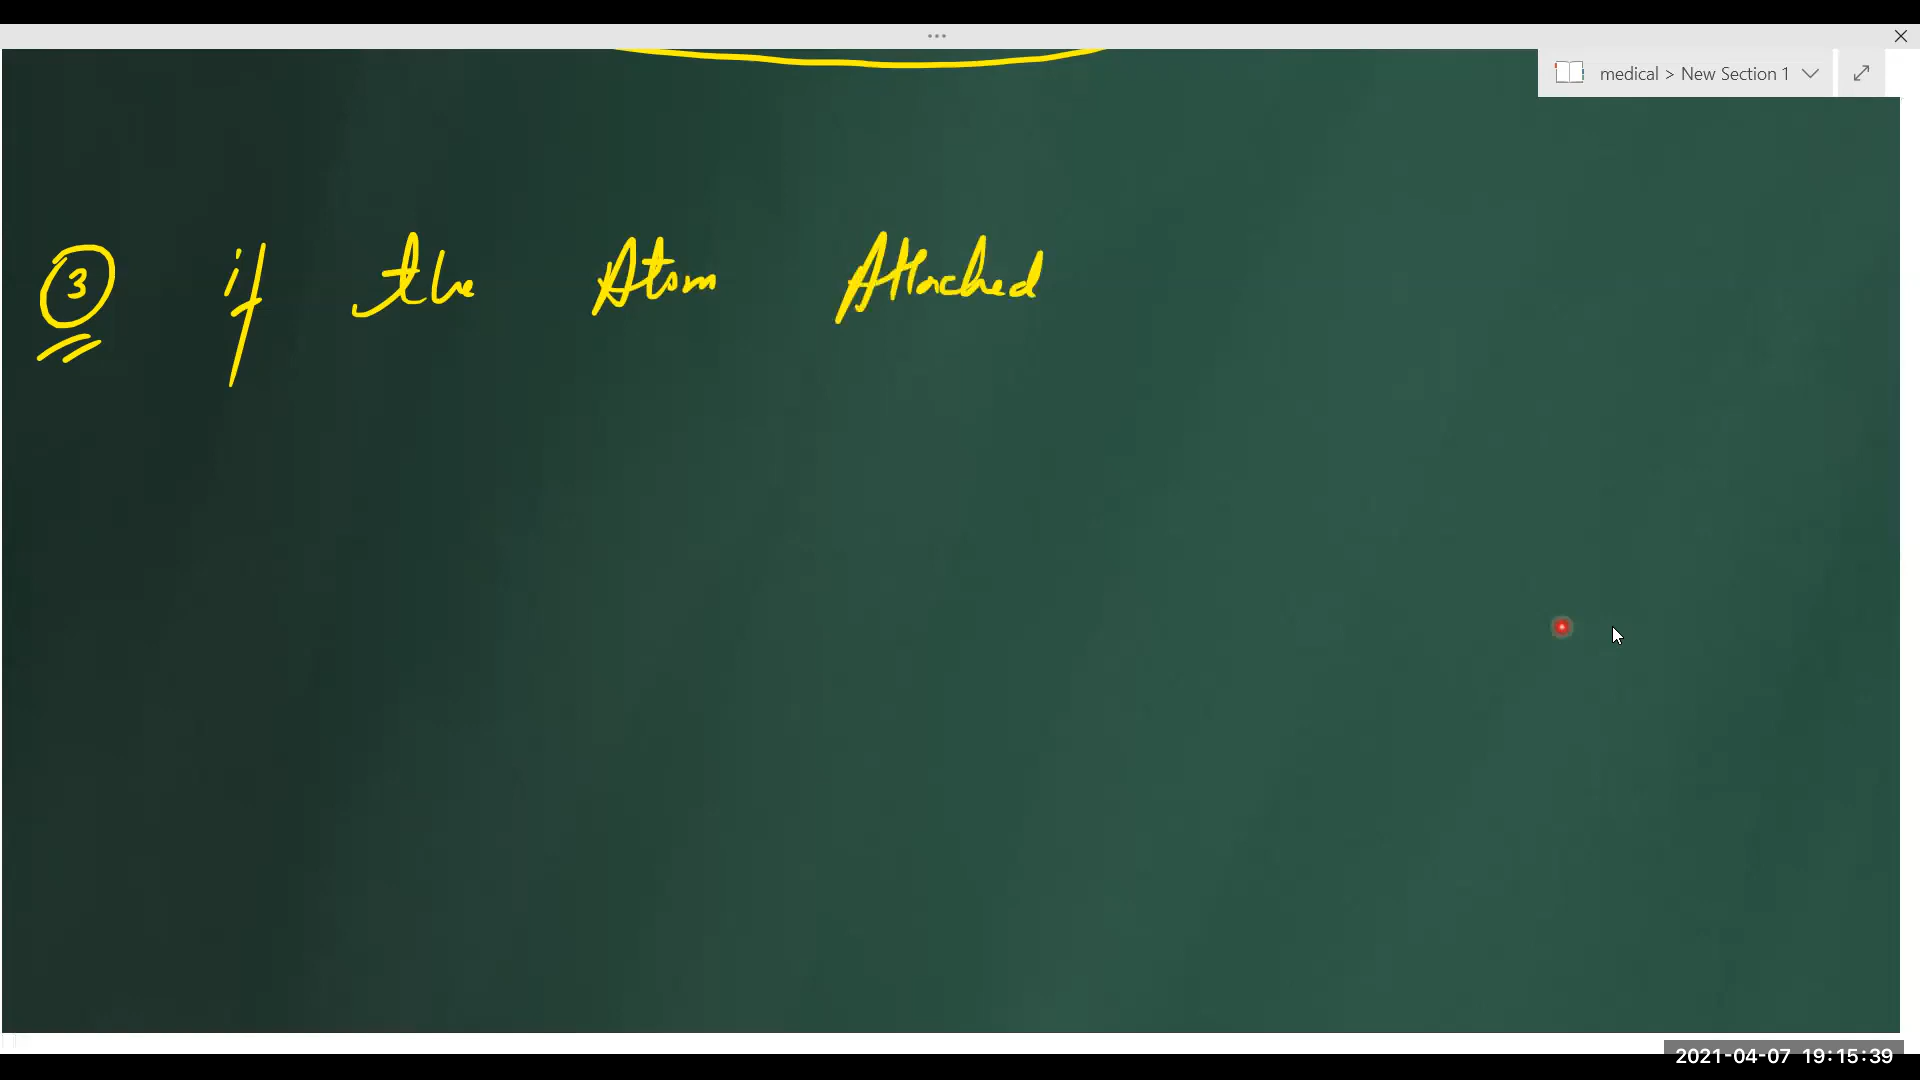 medical > New Section 1
3 if the Atom Attached
2021-04-07 19:15:39